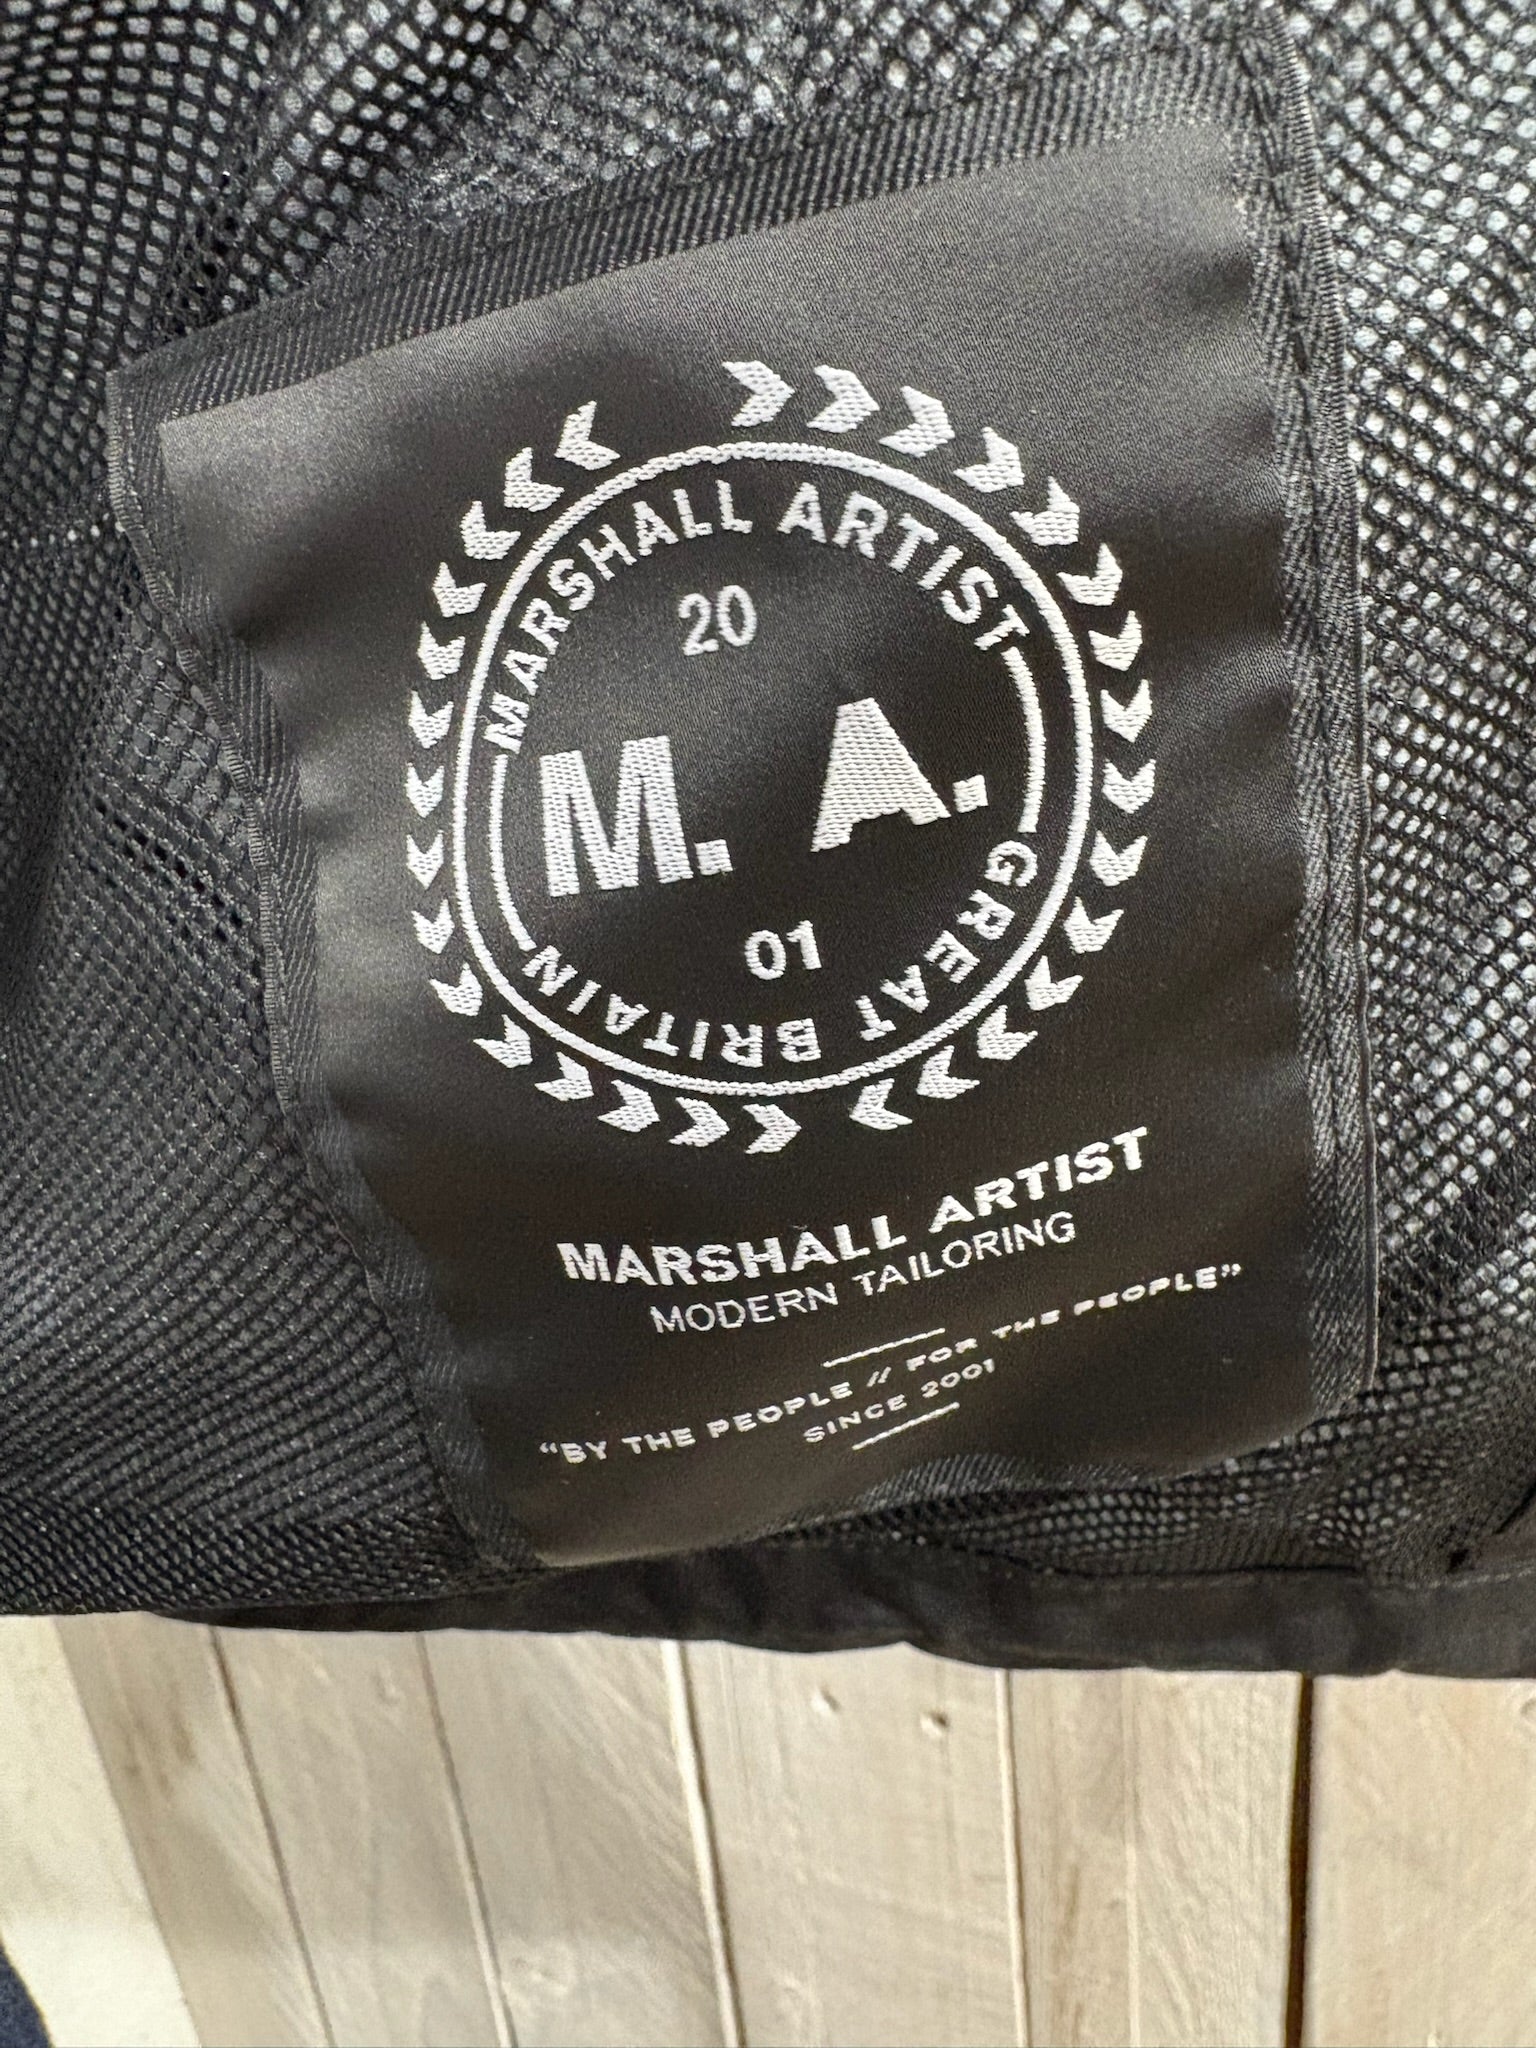 MARSHALL ARTIST
20
M. A.
01
GREAT BRITAIN
MARSHALL ARTIST
MODERN TAILORING
“BY THE PEOPLE // FOR THE PEOPLE”
SINCE 2001